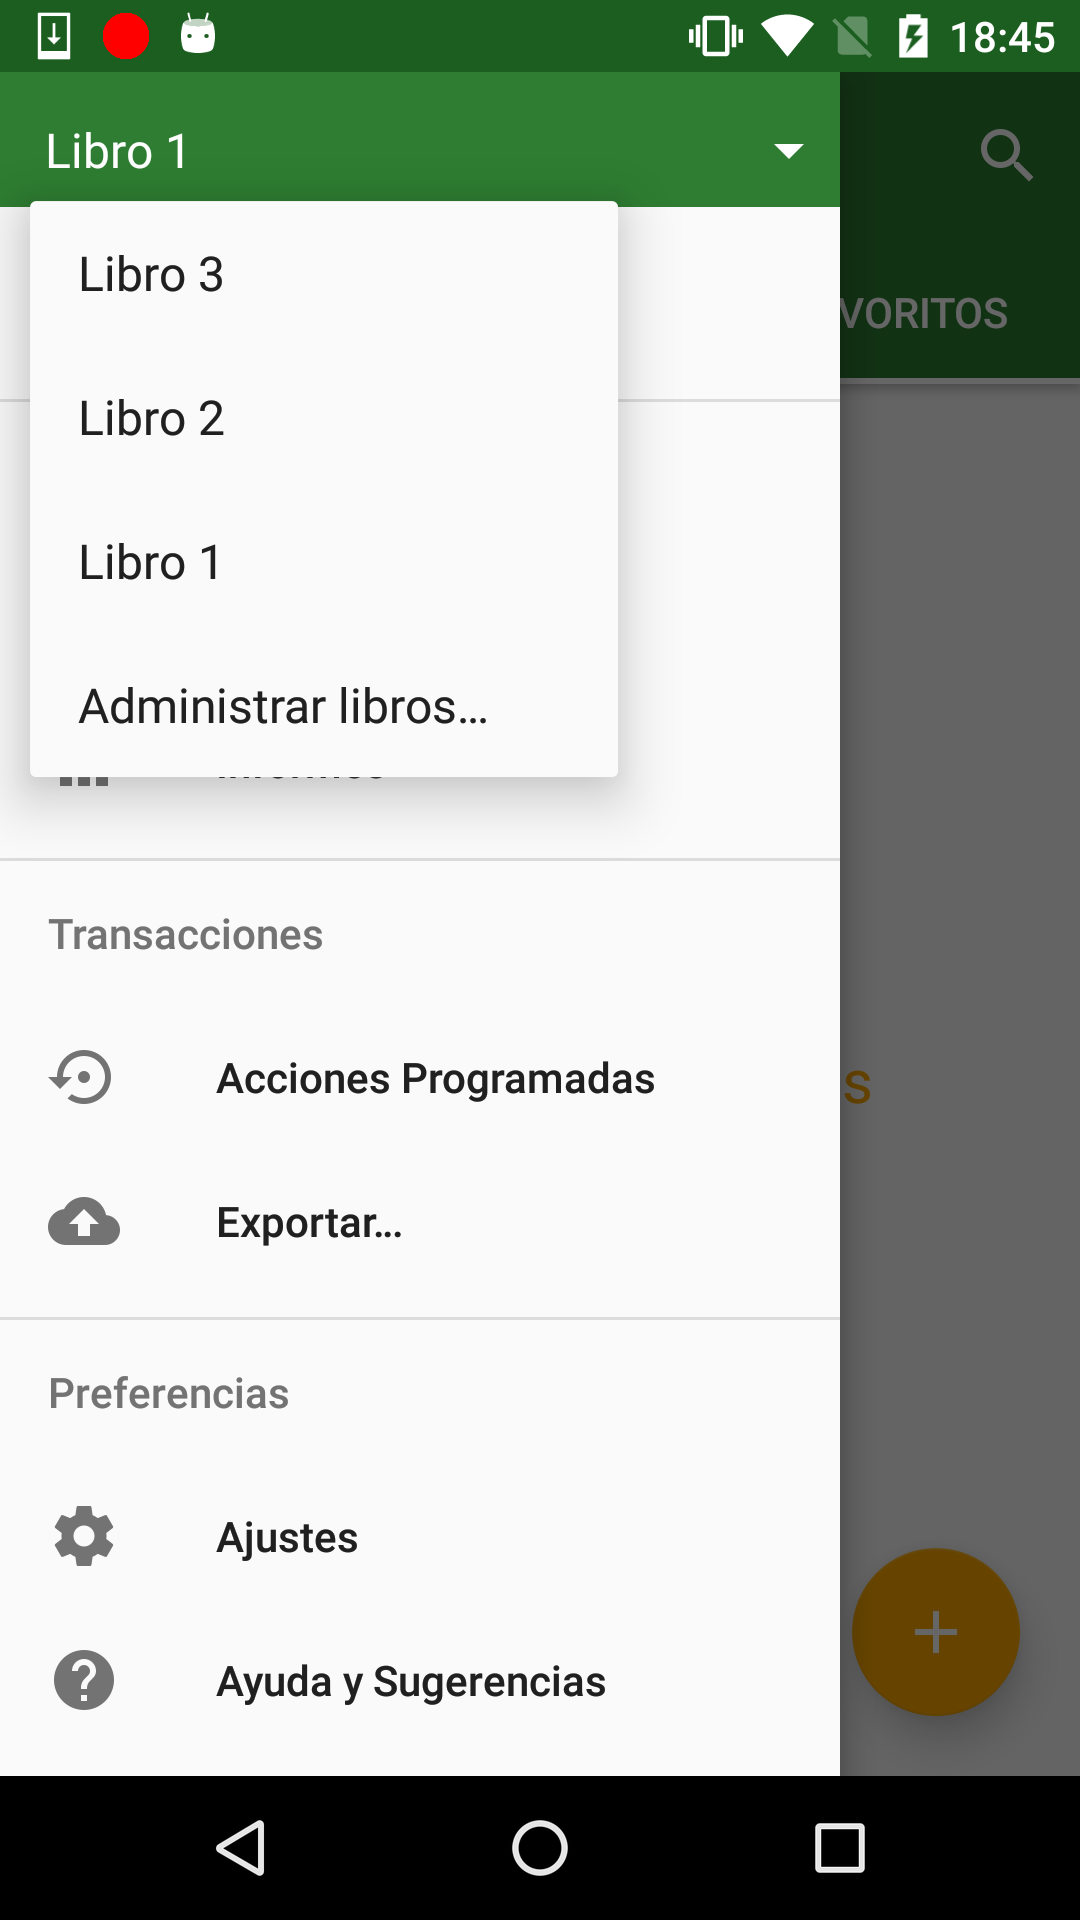 18:45
Libro 1
VORITOS
Libro 3
Libro 2
Libro 1
Administrar libros...
Transacciones
Acciones Programadas
s
Exportar...
Preferencias
Ajustes
Ayuda y Sugerencias